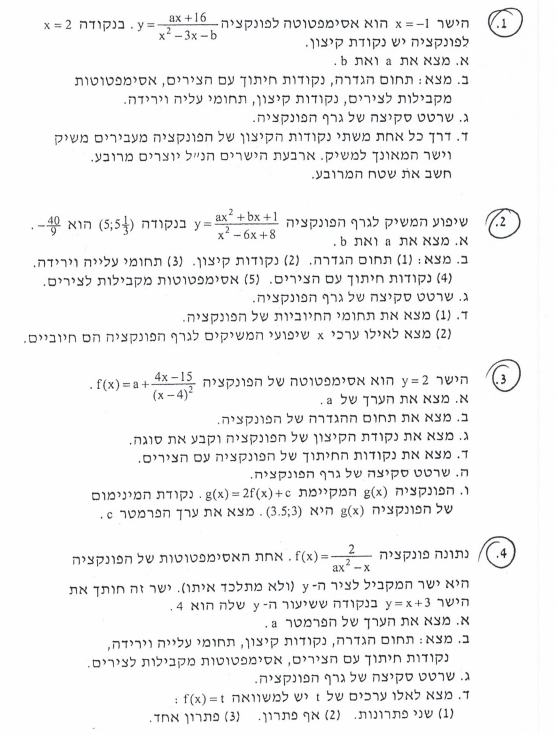 .1 הישר x = −1 הוא אסימפטוטה לפונקציה y = (ax + 16)/(x² − 3x − b) . בנקודה x = 2
לפונקציה יש נקודת קיצון.
א. מצא את a ואת b .
ב. מצא: תחום הגדרה, נקודות חיתוך עם הצירים, אסימפטוטות
מקבילות לצירים, נקודות קיצון, תחומי עליה וירידה.
ג. שרטט סקיצה של גרף הפונקציה.
ד. דרך כל אחת משתי נקודות הקיצון של הפונקציה מעבירים משיק
וישר המאונך למשיק. ארבעת הישרים הנ״ל יוצרים מרובע.
חשב את שטח המרובע.
.2 שיפוע המשיק לגרף הפונקציה y = (ax² + bx + 1)/(x² − 6x + 8) בנקודה (5; 5⅓) הוא −40/9 .
א. מצא את a ואת b .
ב. מצא: (1) תחום הגדרה. (2) נקודות קיצון. (3) תחומי עלייה וירידה.
(4) נקודות חיתוך עם הצירים. (5) אסימפטוטות מקבילות לצירים.
ג. שרטט סקיצה של גרף הפונקציה.
ד. (1) מצא את תחומי החיוביות של הפונקציה.
(2) מצא לאילו ערכי x שיפועי המשיקים לגרף הפונקציה הם חיוביים.
.3 הישר y = 2 הוא אסימפטוטה של הפונקציה f(x) = a + (4x − 15)/(x − 4)² .
א. מצא את הערך של a .
ב. מצא את תחום ההגדרה של הפונקציה.
ג. מצא את נקודת הקיצון של הפונקציה וקבע את סוגה.
ד. מצא את נקודות החיתוך של הפונקציה עם הצירים.
ה. שרטט סקיצה של גרף הפונקציה.
ו. הפונקציה g(x) המקיימת g(x) = 2f(x) + c . נקודת המינימום
של הפונקציה g(x) היא (3.5;3) . מצא את ערך הפרמטר c .
.4 נתונה פונקציה f(x) = 2/(ax² − x) . אחת האסימפטוטות של הפונקציה
היא ישר המקביל לציר ה-y (ולא מתלכד איתו). ישר זה חותך את
הישר y = x + 3 בנקודה ששיעור ה-y שלה הוא 4 .
א. מצא את הערך של הפרמטר a .
ב. מצא: תחום הגדרה, נקודות קיצון, תחומי עלייה וירידה,
נקודות חיתוך עם הצירים, אסימפטוטות מקבילות לצירים.
ג. שרטט סקיצה של גרף הפונקציה.
ד. מצא לאלו ערכים של t יש למשוואה f(x) = t :
(1) שני פתרונות. (2) אף פתרון. (3) פתרון אחד.